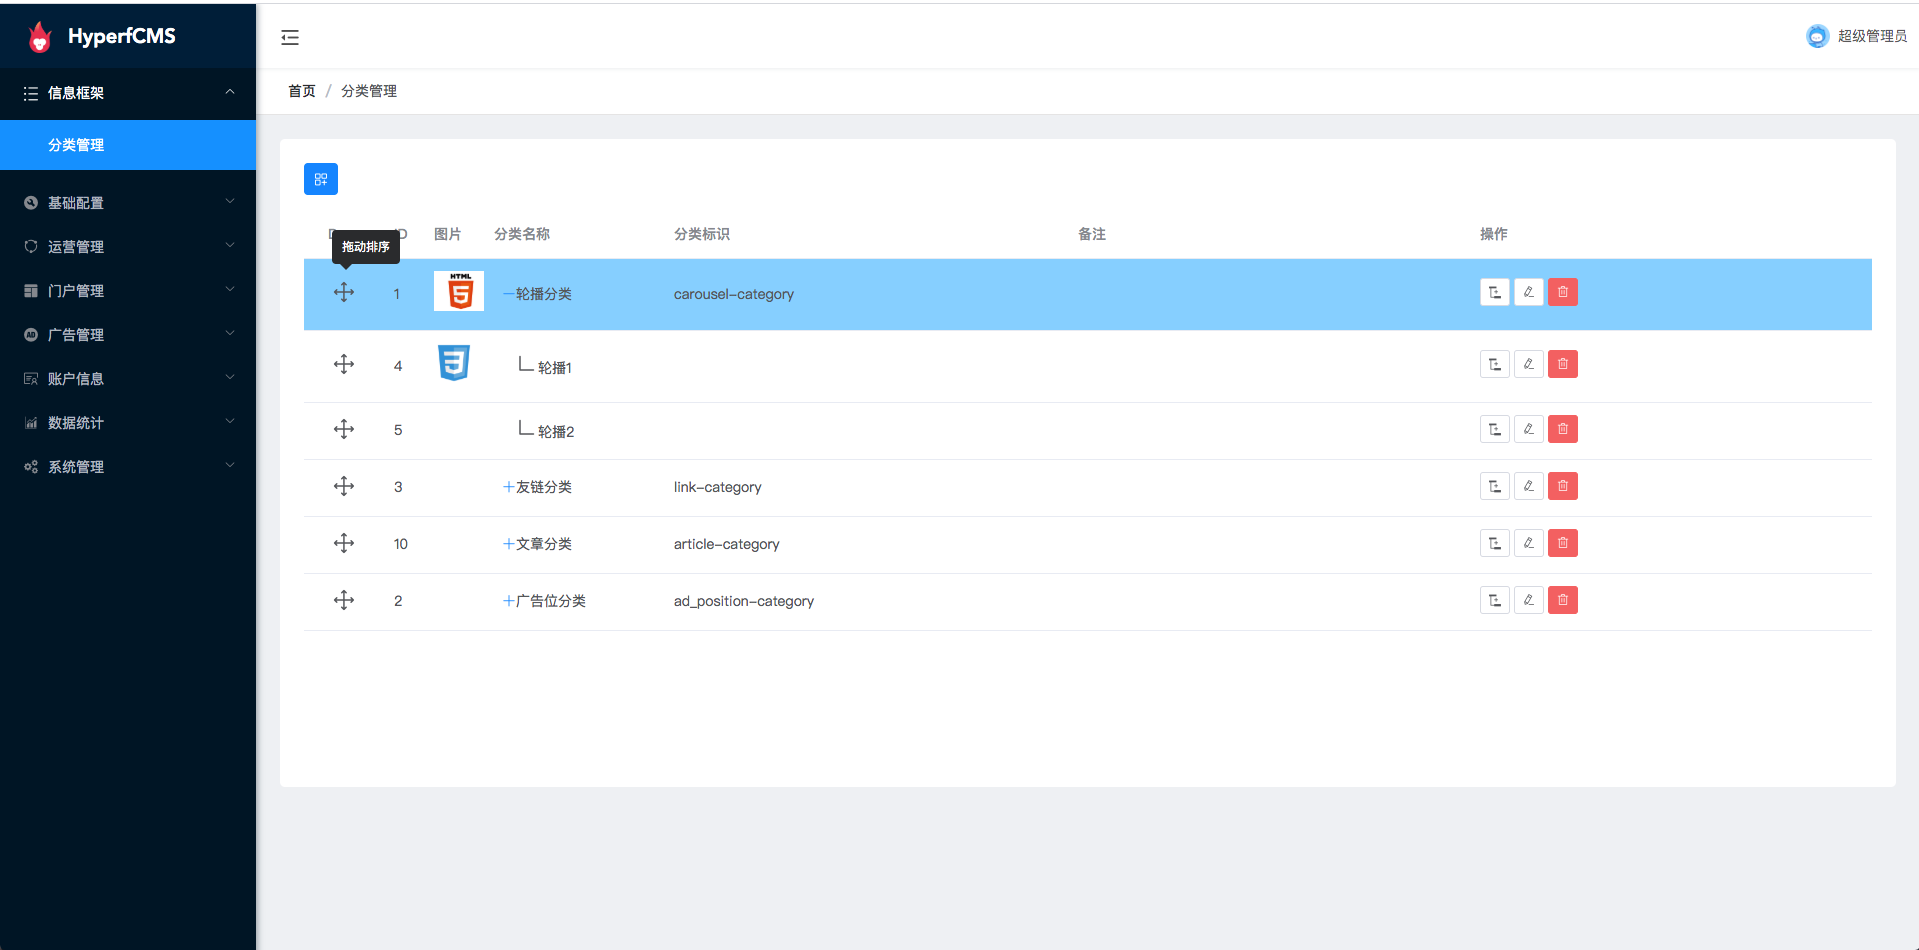 HyperfCMS
超级管理员
信息框架
分类管理
基础配置
运营管理
门户管理
广告管理
账户信息
数据统计
系统管理
首页 / 分类管理
图片 分类名称 分类标识 备注 操作
拖动排序
1 HTML 5 轮播分类 carousel-category
4 3 轮播1
5 轮播2
3 友链分类 link-category
10 文章分类 article-category
2 广告位分类 ad_position-category